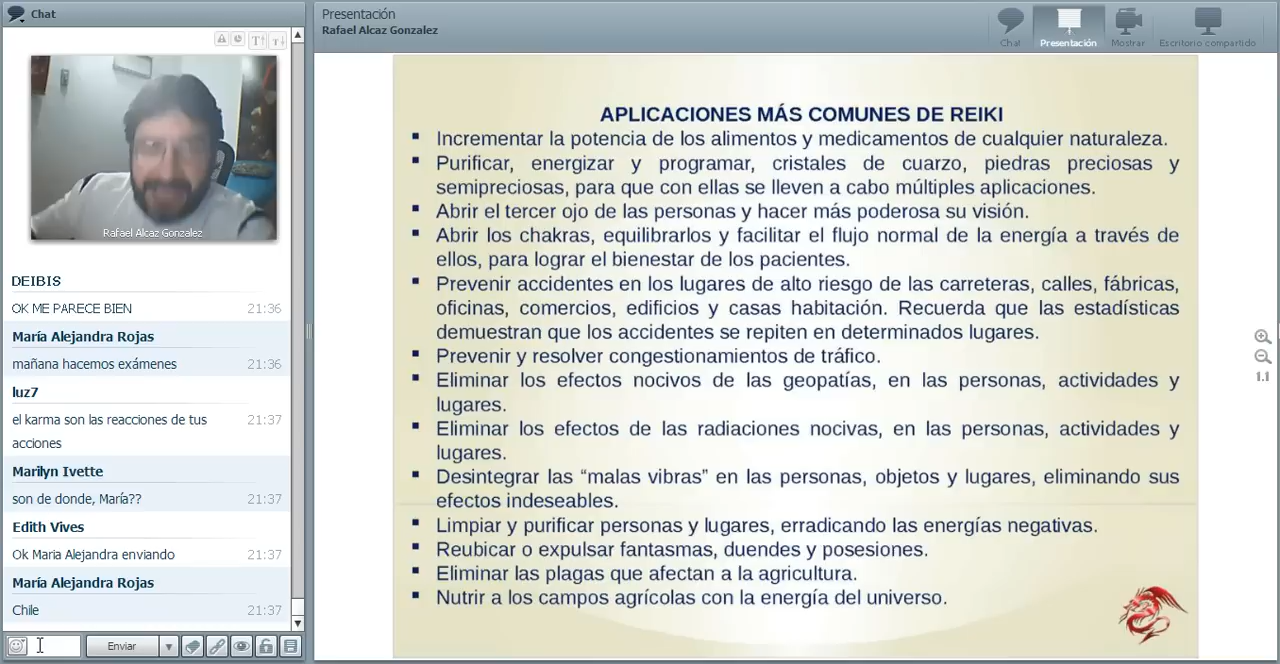 Chat
Rafael Alcaz Gonzalez
DEIBIS
OK ME PARECE BIEN 21:36
María Alejandra Rojas
mañana hacemos exámenes 21:36
luz7
el karma son las reacciones de tus 21:37
acciones
Marilyn Ivette
son de donde, María?? 21:37
Edith Vives
Ok Maria Alejandra enviando 21:37
María Alejandra Rojas
Chile 21:37
Enviar
Presentación
Rafael Alcaz Gonzalez
Chat Presentación Mostrar Escritorio compartido
APLICACIONES MÁS COMUNES DE REIKI
▪ Incrementar la potencia de los alimentos y medicamentos de cualquier naturaleza.
▪ Purificar, energizar y programar, cristales de cuarzo, piedras preciosas y
semipreciosas, para que con ellas se lleven a cabo múltiples aplicaciones.
▪ Abrir el tercer ojo de las personas y hacer más poderosa su visión.
▪ Abrir los chakras, equilibrarlos y facilitar el flujo normal de la energía a través de
ellos, para lograr el bienestar de los pacientes.
▪ Prevenir accidentes en los lugares de alto riesgo de las carreteras, calles, fábricas,
oficinas, comercios, edificios y casas habitación. Recuerda que las estadísticas
demuestran que los accidentes se repiten en determinados lugares.
▪ Prevenir y resolver congestionamientos de tráfico.
▪ Eliminar los efectos nocivos de las geopatías, en las personas, actividades y
lugares.
▪ Eliminar los efectos de las radiaciones nocivas, en las personas, actividades y
lugares.
▪ Desintegrar las “malas vibras” en las personas, objetos y lugares, eliminando sus
efectos indeseables.
▪ Limpiar y purificar personas y lugares, erradicando las energías negativas.
▪ Reubicar o expulsar fantasmas, duendes y posesiones.
▪ Eliminar las plagas que afectan a la agricultura.
▪ Nutrir a los campos agrícolas con la energía del universo.
1.1